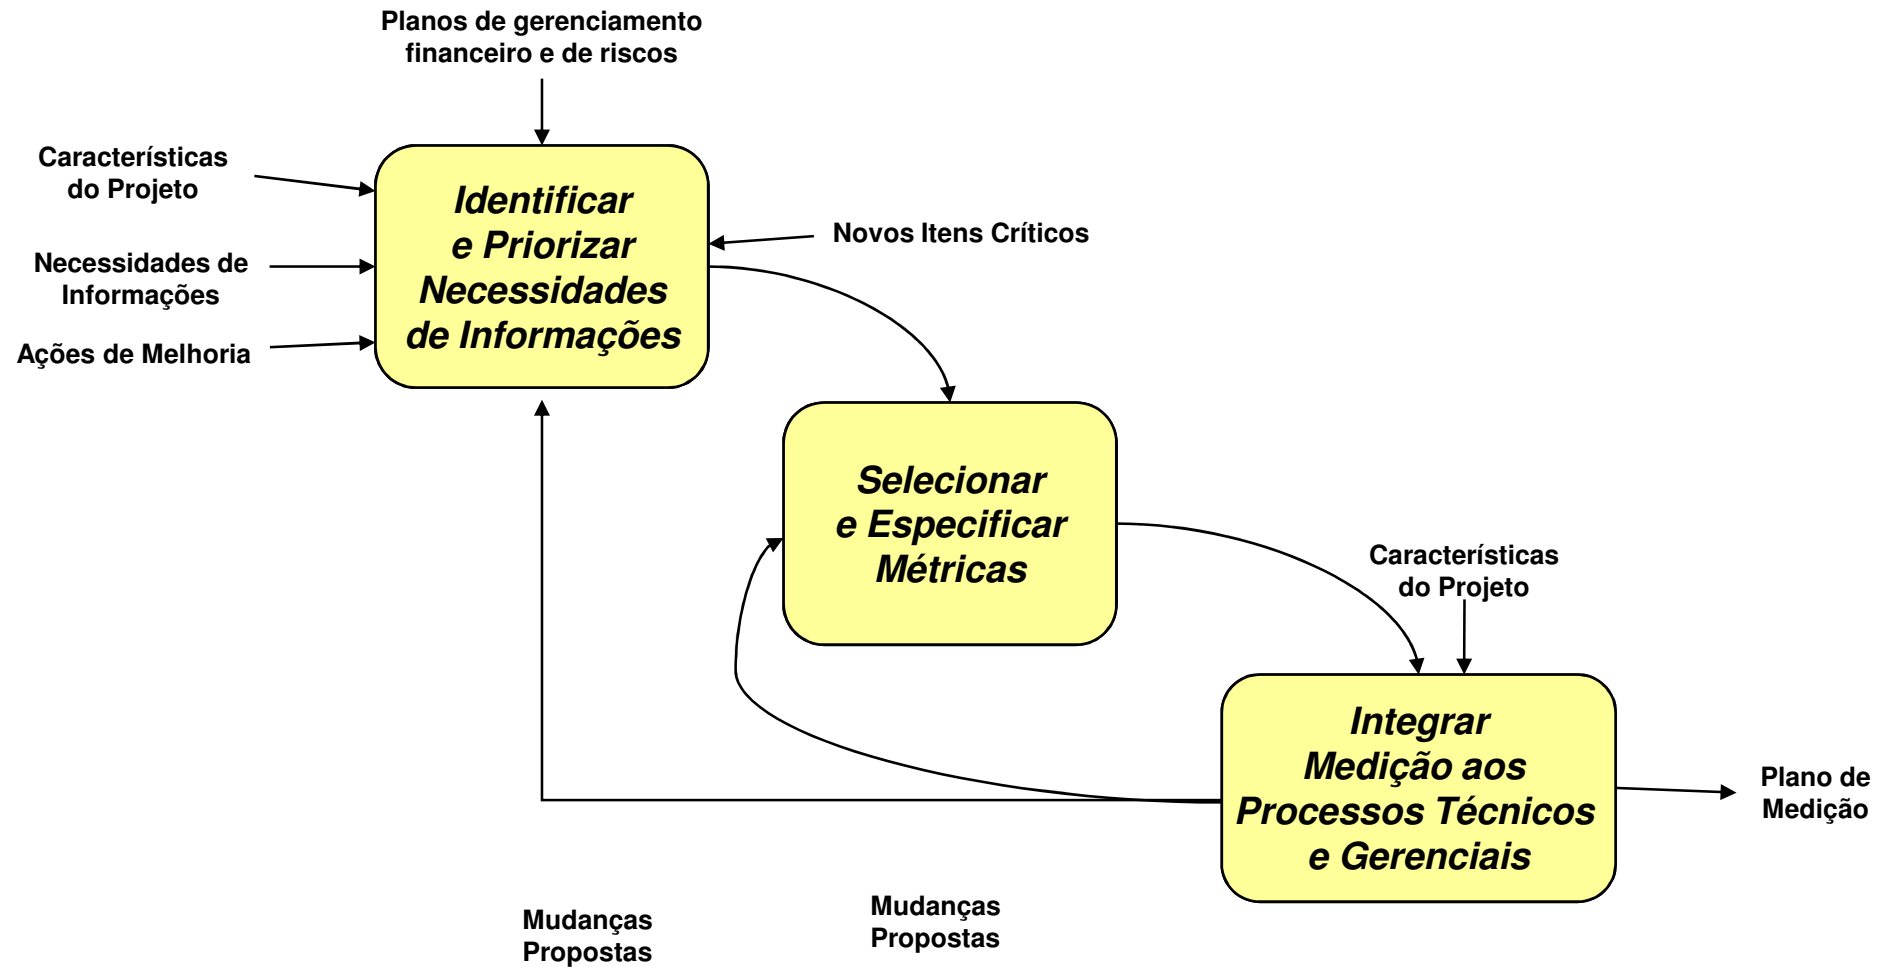 Planos de gerenciamento
financeiro e de riscos
Características
do Projeto
Necessidades de
Informações
Ações de Melhoria
Identificar
e Priorizar
Necessidades
de Informações
Novos Itens Críticos
Selecionar
e Especificar
Métricas
Características
do Projeto
Integrar
Medição aos
Processos Técnicos
e Gerenciais
Plano de
Medição
Mudanças
Propostas
Mudanças
Propostas